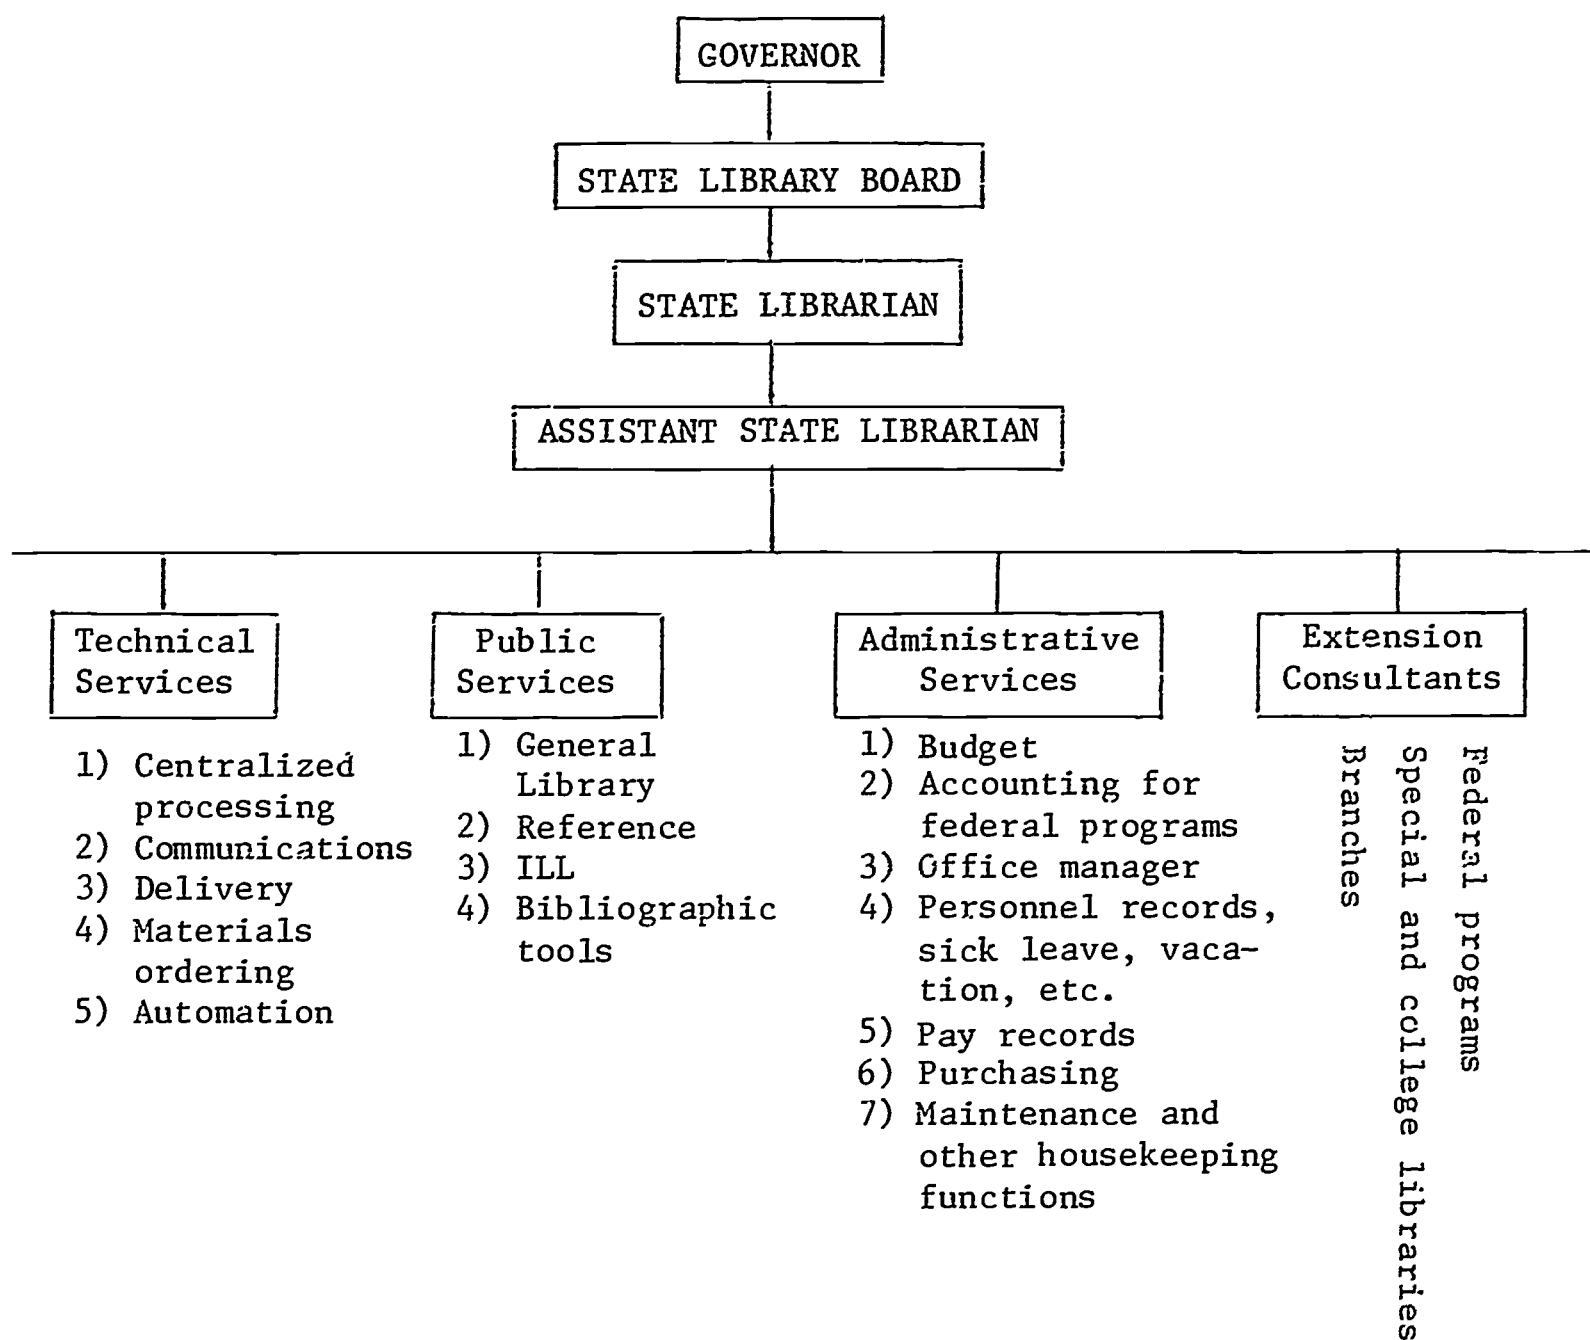 GOVERNOR
STATE LIBRARY BOARD
STATE LIBRARIAN
ASSISTANT STATE LIBRARIAN
Technical
Services
1) Centralized
processing
2) Communications
3) Delivery
4) Materials
ordering
5) Automation
Public
Services
1) General
Library
2) Reference
3) ILL
4) Bibliographic
tools
Administrative
Services
1) Budget
2) Accounting for
federal programs
3) Office manager
4) Personnel records,
sick leave, vaca-
tion, etc.
5) Pay records
6) Purchasing
7) Maintenance and
other housekeeping
functions
Extension
Consultants
Federal programs
Special and college libraries
Branches